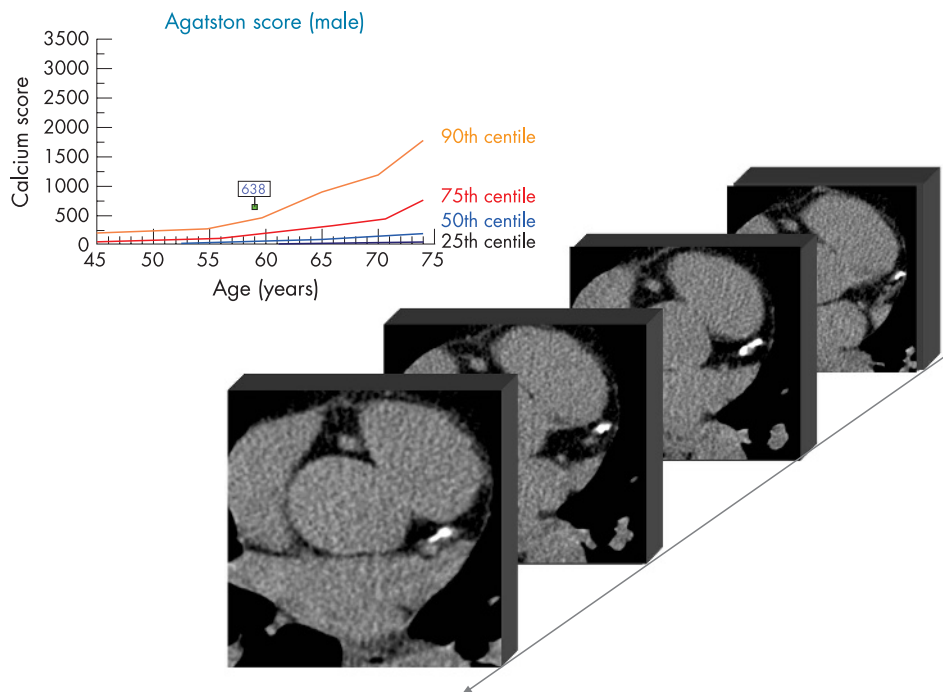 Agatston score (male)
3500
3000
2500
2000
1500
1000
500
0
Calcium score
638
90th centile
75th centile
50th centile
25th centile
45 50 55 60 65 70 75
Age (years)